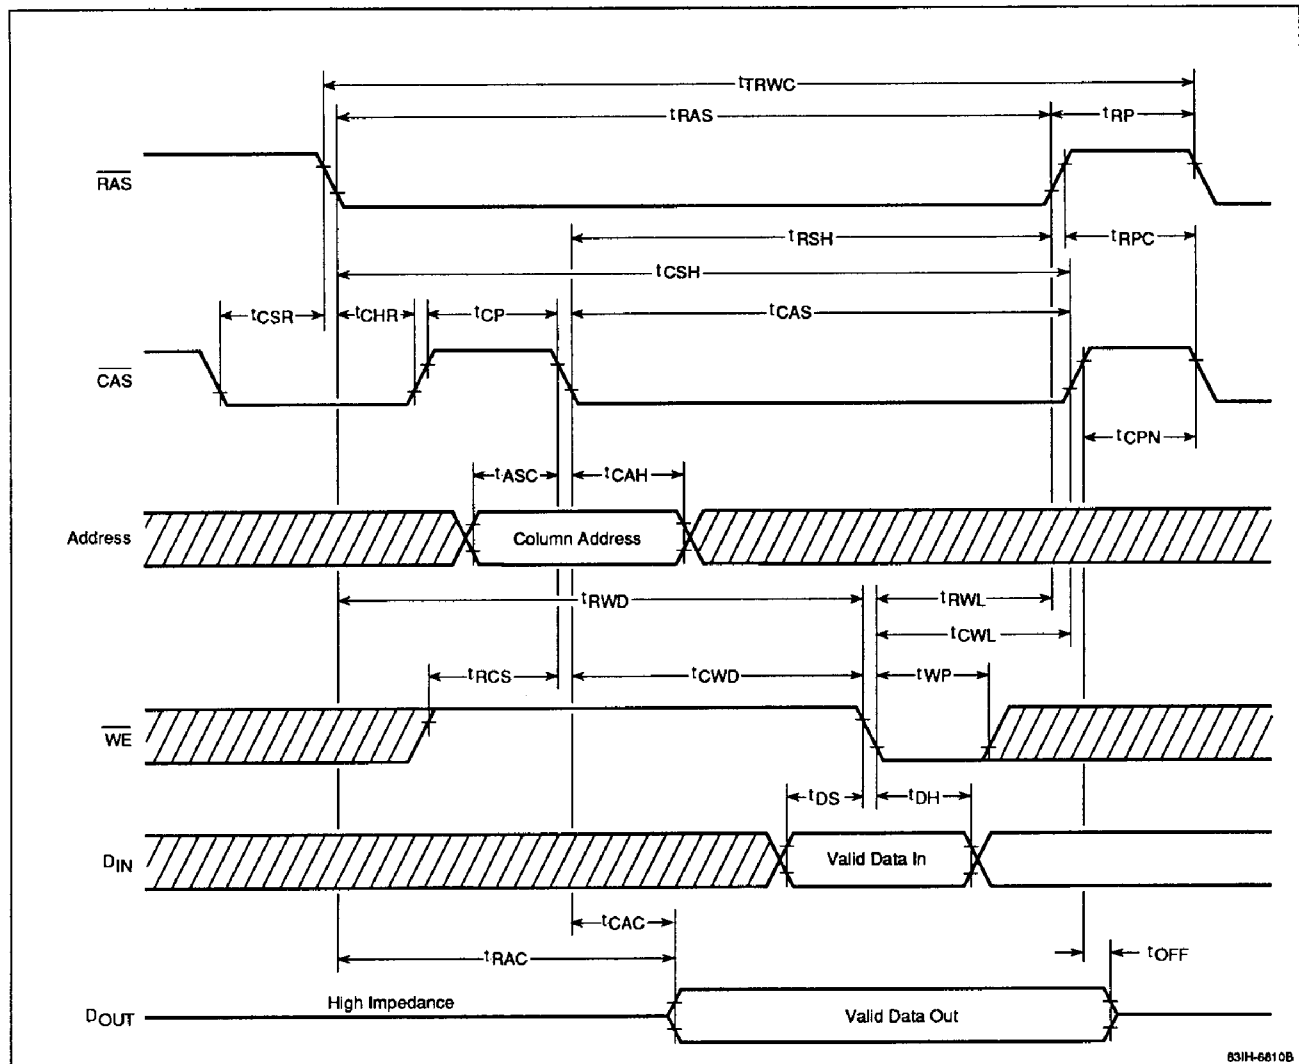 tTRWC
tRAS
tRP
RAS
tRSH
tRPC
tCSH
tCSR
tCHR
tCP
tCAS
CAS
tCPN
tASC
tCAH
Address
Column Address
tRWD
tRWL
tCWL
tRCS
tCWD
tWP
WE
tDS
tDH
DIN
Valid Data In
tCAC
tRAC
tOFF
High Impedance
DOUT
Valid Data Out
83IH-6810B